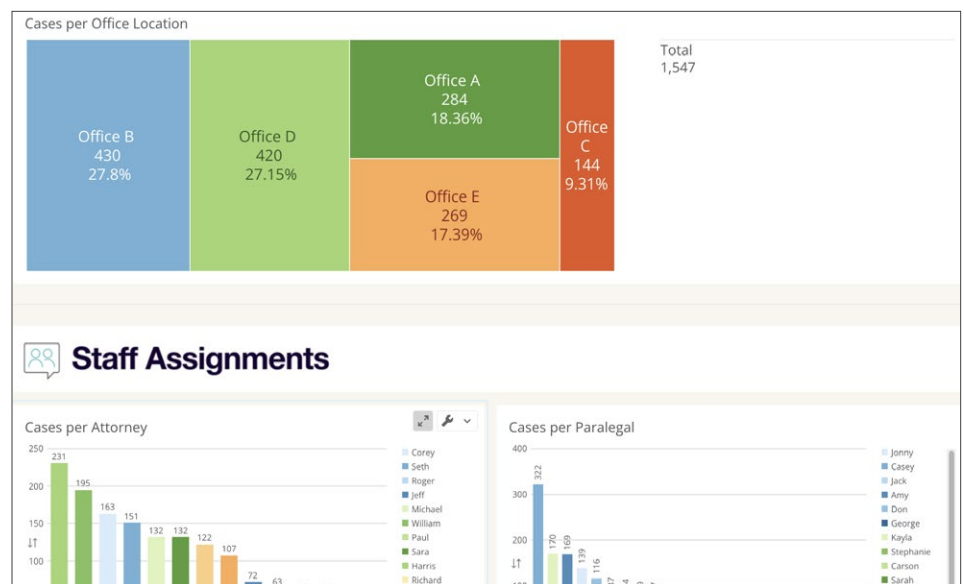 Cases per Office Location
Office B
430
27.8%
Office D
420
27.15%
Office A
284
18.36%
Office E
269
17.39%
Office
C
144
9.31%
Total
1,547
Staff Assignments
Cases per Attorney
250
200
150
100
231
195
163
151
132
132
122
107
72
63
Corey
Seth
Roger
Jeff
Michael
William
Paul
Sara
Harris
Richard
Cases per Paralegal
400
300
200
322
170
169
139
116
Jonny
Casey
Jack
Amy
Don
George
Kayla
Stephanie
Carson
Sarah